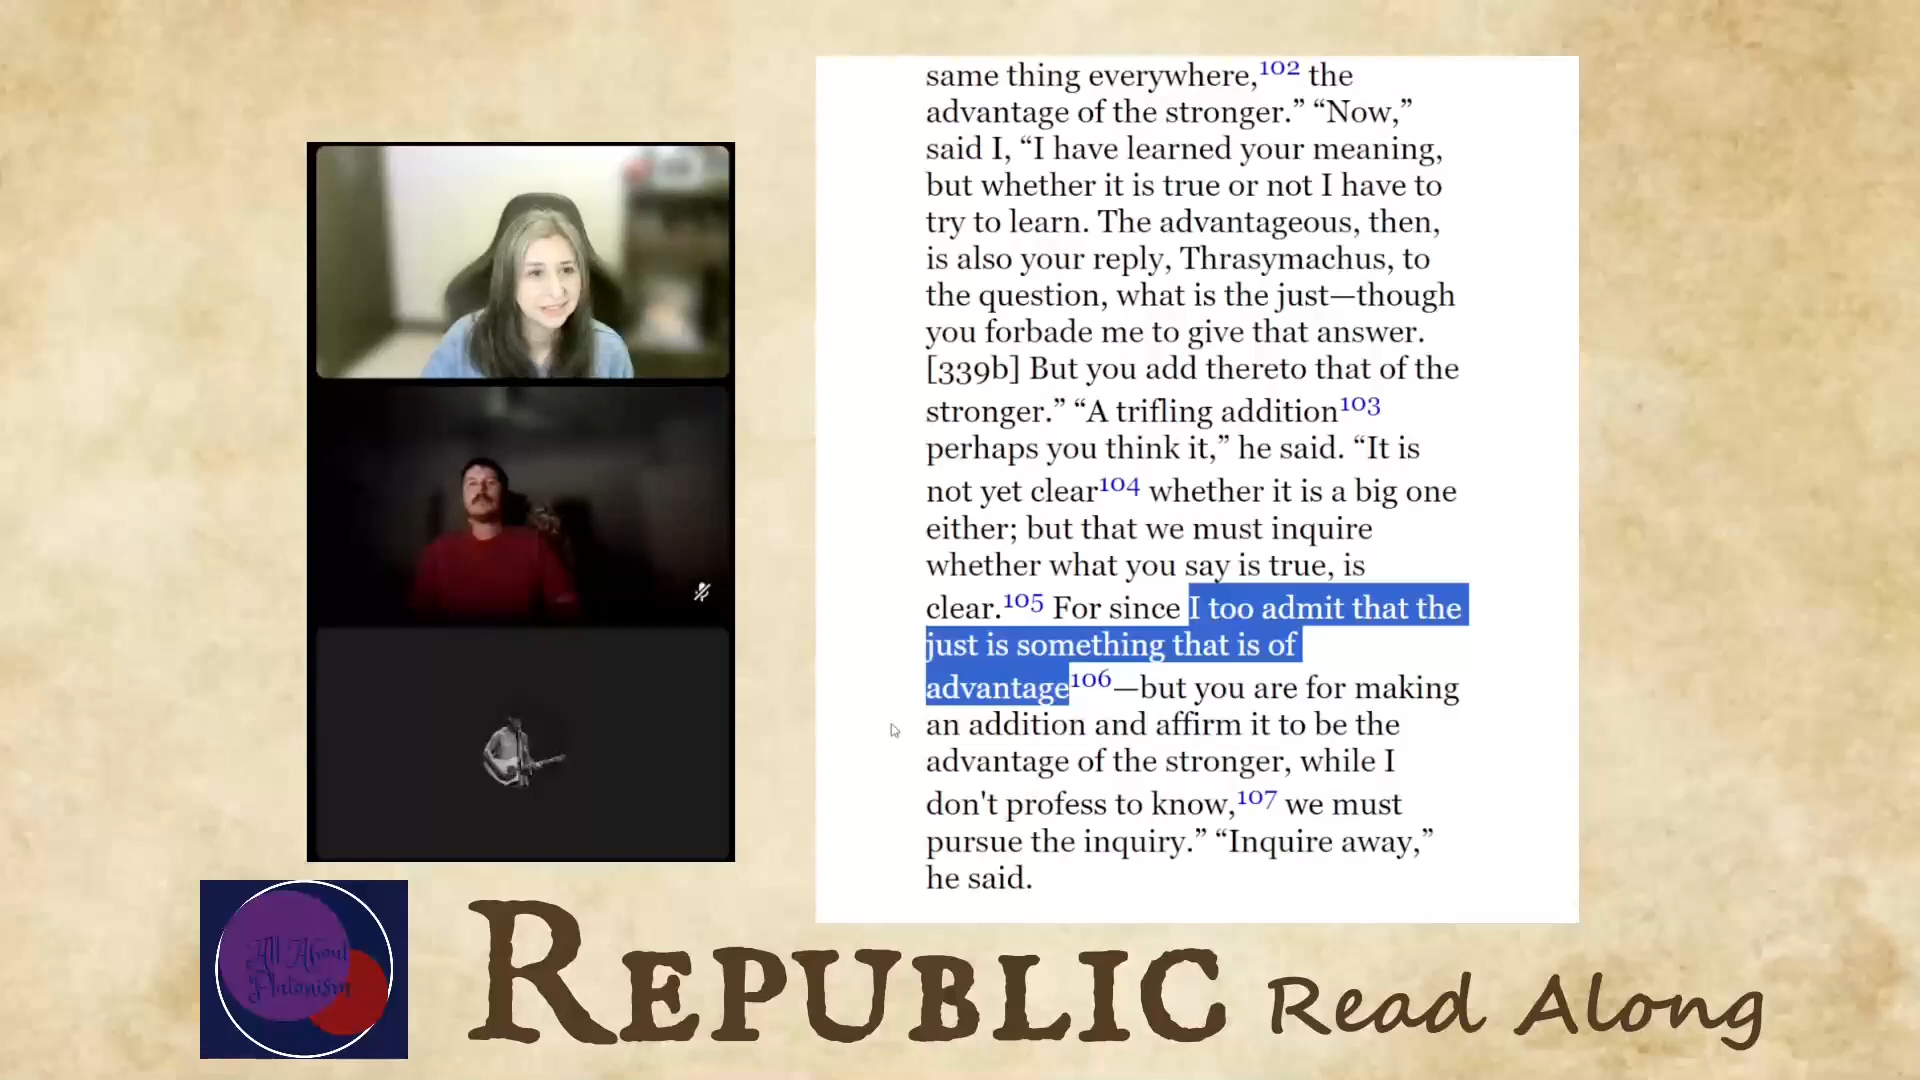 same thing everywhere,102 the
advantage of the stronger.” “Now,”
said I, “I have learned your meaning,
but whether it is true or not I have to
try to learn. The advantageous, then,
is also your reply, Thrasymachus, to
the question, what is the just—though
you forbade me to give that answer.
[339b] But you add thereto that of the
stronger.” “A trifling addition103
perhaps you think it,” he said. “It is
not yet clear104 whether it is a big one
either; but that we must inquire
whether what you say is true, is
clear.105 For since I too admit that the
just is something that is of
advantage106—but you are for making
an addition and affirm it to be the
advantage of the stronger, while I
don't profess to know,107 we must
pursue the inquiry.” “Inquire away,”
he said.
All About
Platonism
REPUBLIC Read Along